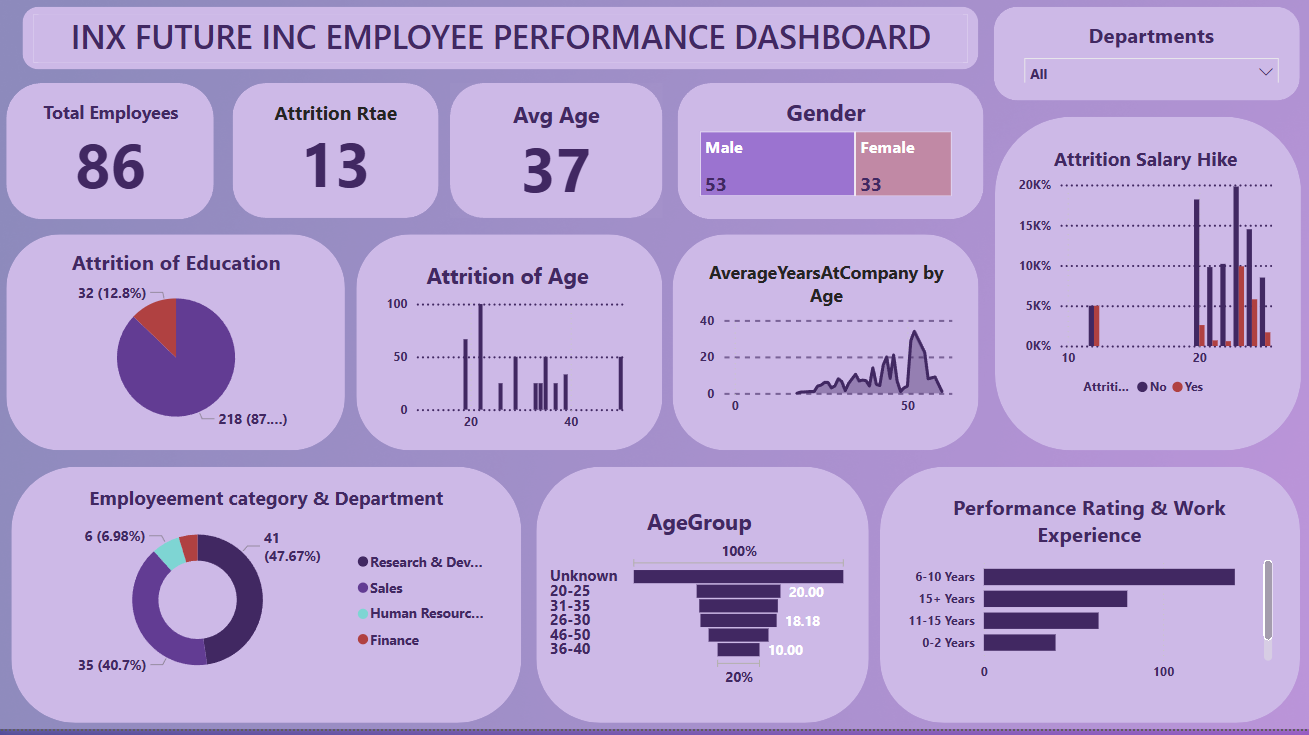 INX FUTURE INC EMPLOYEE PERFORMANCE DASHBOARD
Departments
All
Total Employees
86
Attrition Rtae
13
Avg Age
37
Gender
Male
53
Female
33
Attrition Salary Hike
20K%
15K%
10K%
5K%
0K%
10
20
Attriti...
No
Yes
Attrition of Education
32 (12.8%)
218 (87....)
Attrition of Age
100
50
0
20
40
AverageYearsAtCompany by
Age
40
20
0
0
50
Employeement category & Department
6 (6.98%)
41
(47.67%)
35 (40.7%)
Research & Dev...
Sales
Human Resourc...
Finance
AgeGroup
100%
Unknown
20-25
20.00
31-35
26-30
18.18
46-50
36-40
10.00
20%
Performance Rating & Work
Experience
6-10 Years
15+ Years
11-15 Years
0-2 Years
0
100